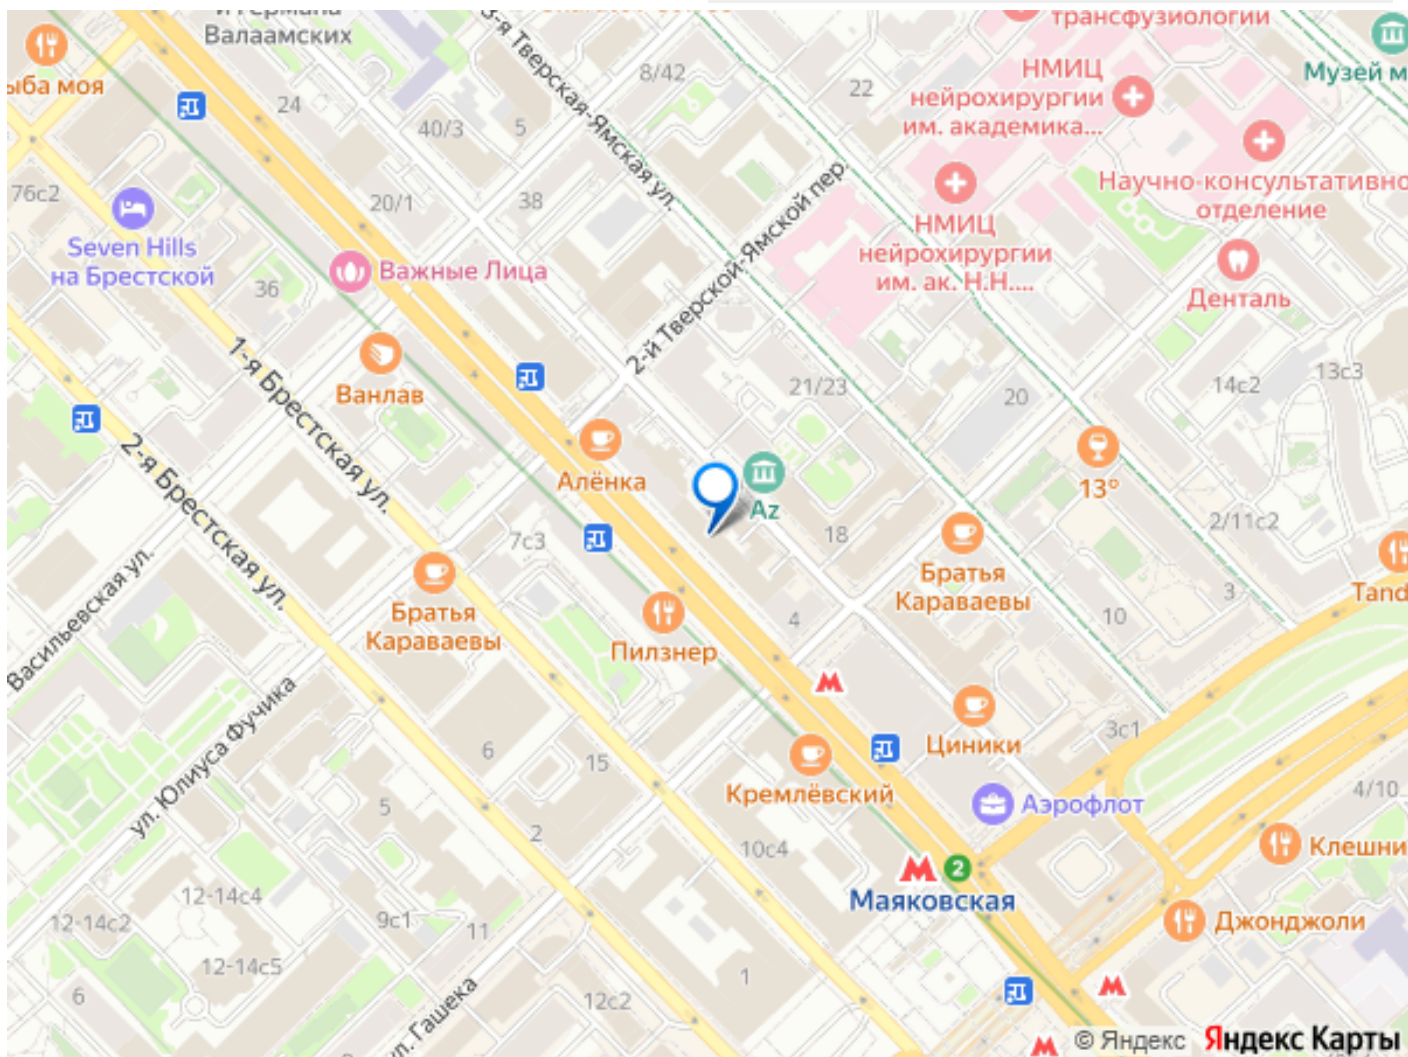 трансфузиологии
Валаамских
ыба моя
24
8/42
22
НМИЦ
нейрохирургии
им. академика...
Музей м
40/3
5
3-я Тверская-Ямская ул.
76с2
20/1
38
2-й Тверской-Ямской пер.
Научно-консультативно
отделение
Seven Hills
на Брестской
36
Важные Лица
НМИЦ
нейрохирургии
им. ак. Н.Н....
Денталь
1-я Брестская ул.
Ванлав
21/23
20
14с2
13с3
2-я Брестская ул.
Алёнка
Az
13°
7с3
18
2/11с2
Братья
Караваевы
Васильевская ул.
Братья
Караваевы
Пилзнер
4
10
3
Tand
М
ул. Юлиуса Фучика
6
15
Циники
3с1
Кремлёвский
Аэрофлот
5
2
10с4
4/10
Клешни
М
2
Маяковская
12-14с4
12-14с2
9с1
11
Джонджоли
12-14с5
6
1
12с2
ул. Гашека
М
М
© Яндекс
Яндекс Карты